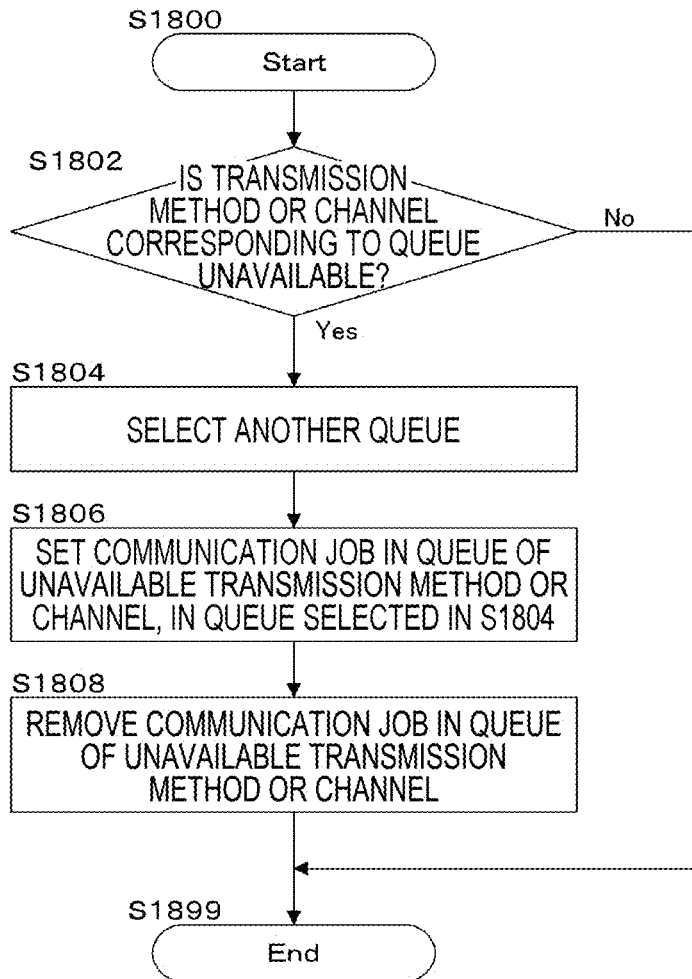 S1800
Start
S1802
IS TRANSMISSION
METHOD OR CHANNEL
CORRESPONDING TO QUEUE
UNAVAILABLE?
No
Yes
S1804
SELECT ANOTHER QUEUE
S1806
SET COMMUNICATION JOB IN QUEUE OF
UNAVAILABLE TRANSMISSION METHOD OR
CHANNEL, IN QUEUE SELECTED IN S1804
S1808
REMOVE COMMUNICATION JOB IN QUEUE
OF UNAVAILABLE TRANSMISSION
METHOD OR CHANNEL
S1899
End